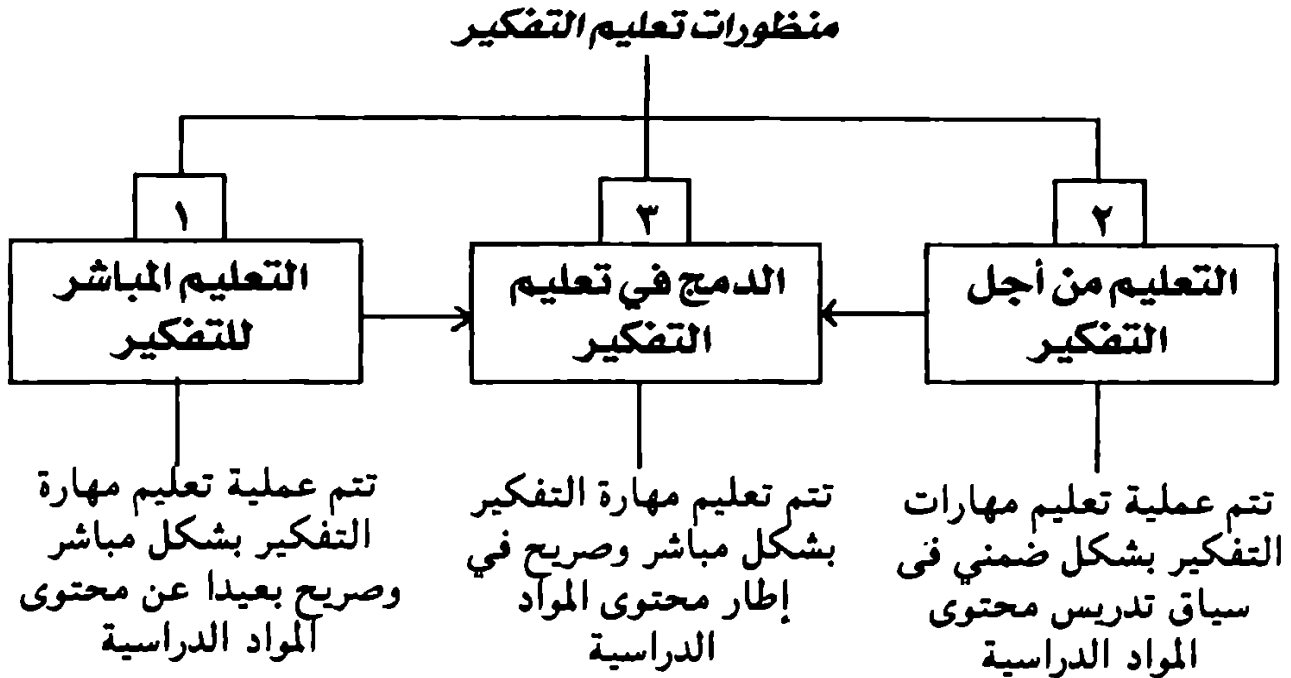 منظورات تعليم التفكير
١
التعليم المباشر
للتفكير
تتم عملية تعليم مهارة
التفكير بشكل مباشر
وصريح بعيدا عن محتوى
المواد الدراسية
٣
الدمج في تعليم
التفكير
تتم تعليم مهارة التفكير
بشكل مباشر وصريح في
إطار محتوى المواد
الدراسية
٢
التعليم من أجل
التفكير
تتم عملية تعليم مهارات
التفكير بشكل ضمني فى
سياق تدريس محتوى
المواد الدراسية